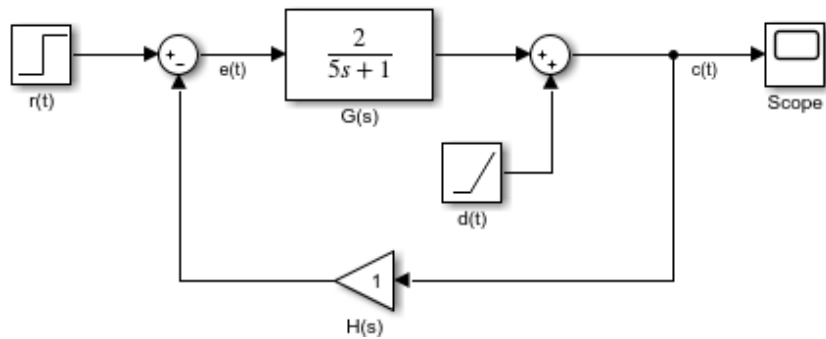 +
−
2
5s + 1
+
+
r(t)
e(t)
G(s)
c(t)
Scope
d(t)
1
H(s)